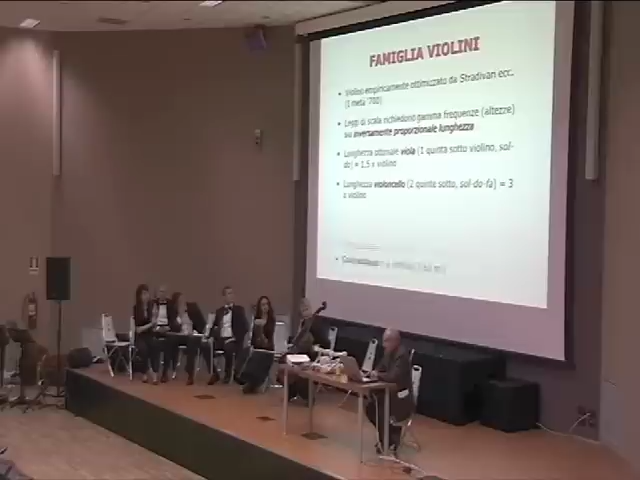 FAMIGLIA VIOLINI
• Violino empiricamente ottimizzato da Stradivari ecc.
(1 metà '700)
• Leggi di scala richiedono gamma frequenze (altezze)
sia inversamente proporzionale lunghezza
• Lunghezza ottimale viola (1 quinta sotto violino, sol-
do) = 1.5 x violino
• Lunghezza violoncello (2 quinte sotto, sol-do-fa) = 3
x violino